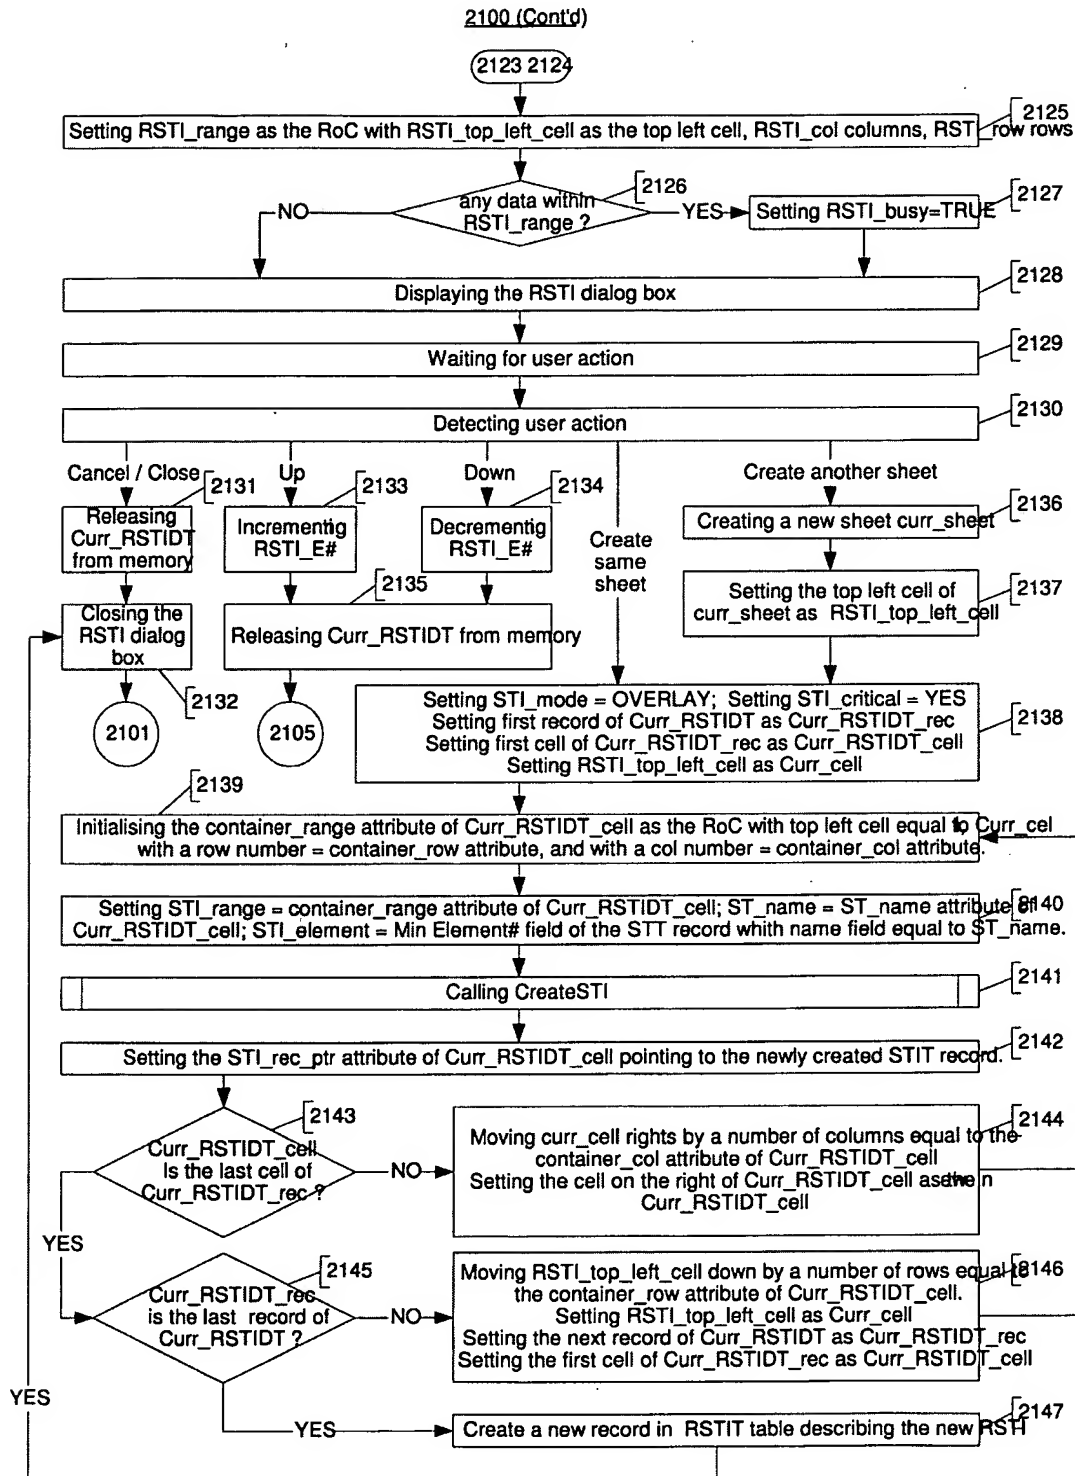 2100 (Cont'd)
2123 2124
2125
Setting RSTI_range as the RoC with RSTI_top_left_cell as the top left cell, RSTI_col columns, RST_row rows
2126
any data within
RSTI_range ?
NO
YES
2127
Setting RSTI_busy=TRUE
2128
Displaying the RSTI dialog box
2129
Waiting for user action
2130
Detecting user action
Cancel / Close
Up
Down
Create another sheet
2131
2133
2134
2136
Releasing
Curr_RSTIDT
from memory
Incrementig
RSTI_E#
Decrementig
RSTI_E#
Create
same
sheet
Creating a new sheet curr_sheet
2135
2137
Closing the
RSTI dialog
box
Releasing Curr_RSTIDT from memory
Setting the top left cell of
curr_sheet as RSTI_top_left_cell
2132
2101
2105
2138
Setting STI_mode = OVERLAY; Setting STI_critical = YES
Setting first record of Curr_RSTIDT as Curr_RSTIDT_rec
Setting first cell of Curr_RSTIDT_rec as Curr_RSTIDT_cell
Setting RSTI_top_left_cell as Curr_cell
2139
Initialising the container_range attribute of Curr_RSTIDT_cell as the RoC with top left cell equal to Curr_cel
with a row number = container_row attribute, and with a col number = container_col attribute.
2140
Setting STI_range = container_range attribute of Curr_RSTIDT_cell; ST_name = ST_name attribute of
Curr_RSTIDT_cell; STI_element = Min Element# field of the STT record whith name field equal to ST_name.
2141
Calling CreateSTI
2142
Setting the STI_rec_ptr attribute of Curr_RSTIDT_cell pointing to the newly created STIT record.
2143
Curr_RSTIDT_cell
Is the last cell of
Curr_RSTIDT_rec ?
NO
2144
Moving curr_cell rights by a number of columns equal to the
container_col attribute of Curr_RSTIDT_cell
Setting the cell on the right of Curr_RSTIDT_cell as
Curr_RSTIDT_cell
YES
2145
Curr_RSTIDT_rec
is the last record of
Curr_RSTIDT ?
NO
2146
Moving RSTI_top_left_cell down by a number of rows equal to
the container_row attribute of Curr_RSTIDT_cell.
Setting RSTI_top_left_cell as Curr_cell
Setting the next record of Curr_RSTIDT as Curr_RSTIDT_rec
Setting the first cell of Curr_RSTIDT_rec as Curr_RSTIDT_cell
YES
YES
2147
Create a new record in RSTIT table describing the new RSTI